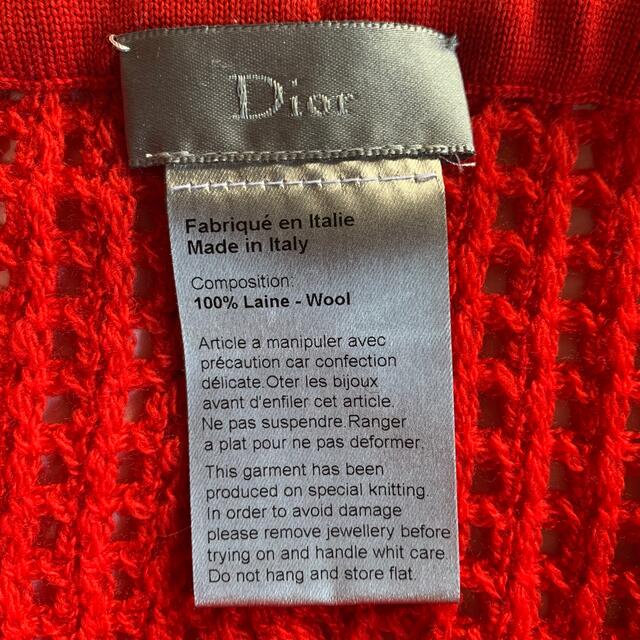 Dior
Fabriqué en Italie
Made in Italy
Composition:
100% Laine - Wool
Article a manipuler avec
précaution car confection
délicate.Oter les bijoux
avant d'enfiler cet article.
Ne pas suspendre.Ranger
a plat pour ne pas deformer.
This garment has been
produced on special knitting.
In order to avoid damage
please remove jewellery before
trying on and handle whit care.
Do not hang and store flat.